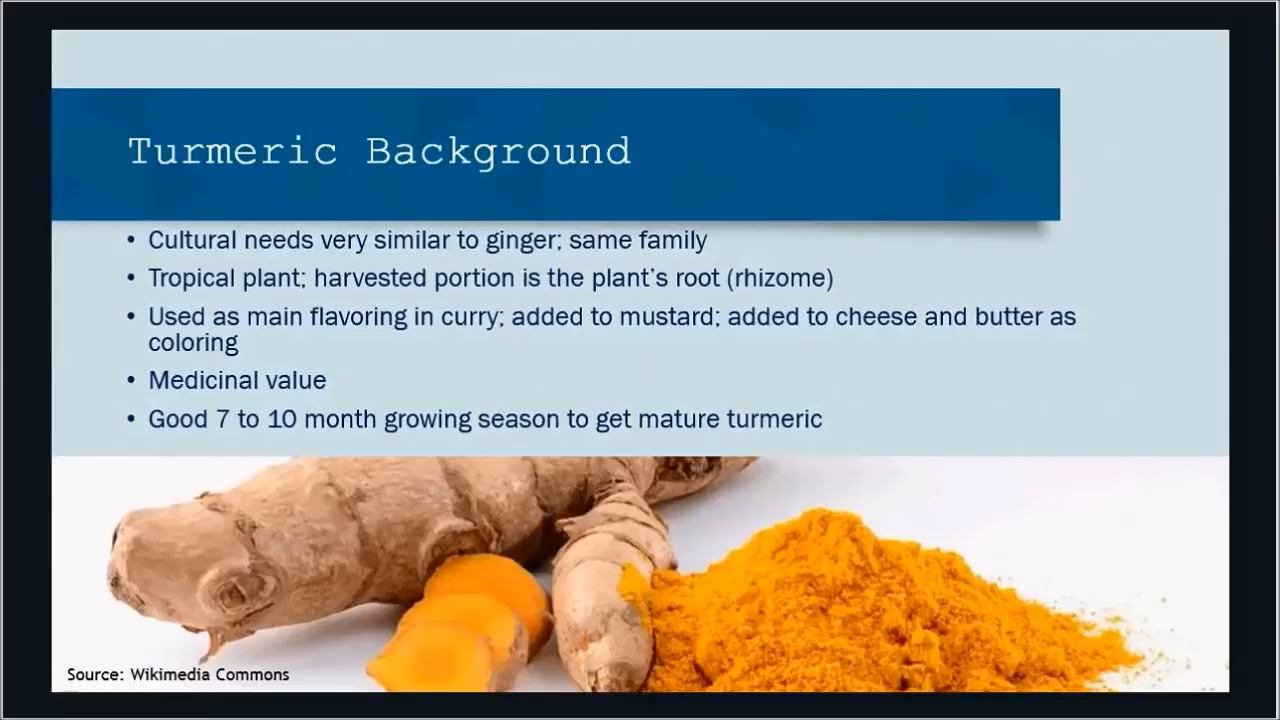 Turmeric Background
• Cultural needs very similar to ginger; same family
• Tropical plant; harvested portion is the plant’s root (rhizome)
• Used as main flavoring in curry; added to mustard; added to cheese and butter as
coloring
• Medicinal value
• Good 7 to 10 month growing season to get mature turmeric
Source: Wikimedia Commons